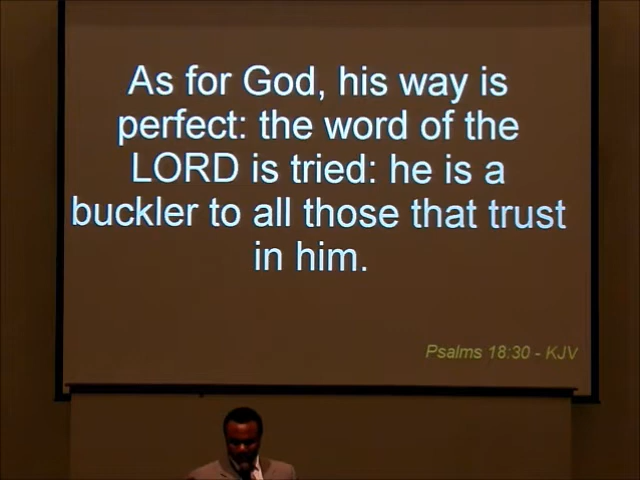 As for God, his way is
perfect: the word of the
LORD is tried: he is a
buckler to all those that trust
in him.
Psalms 18:30 - KJV